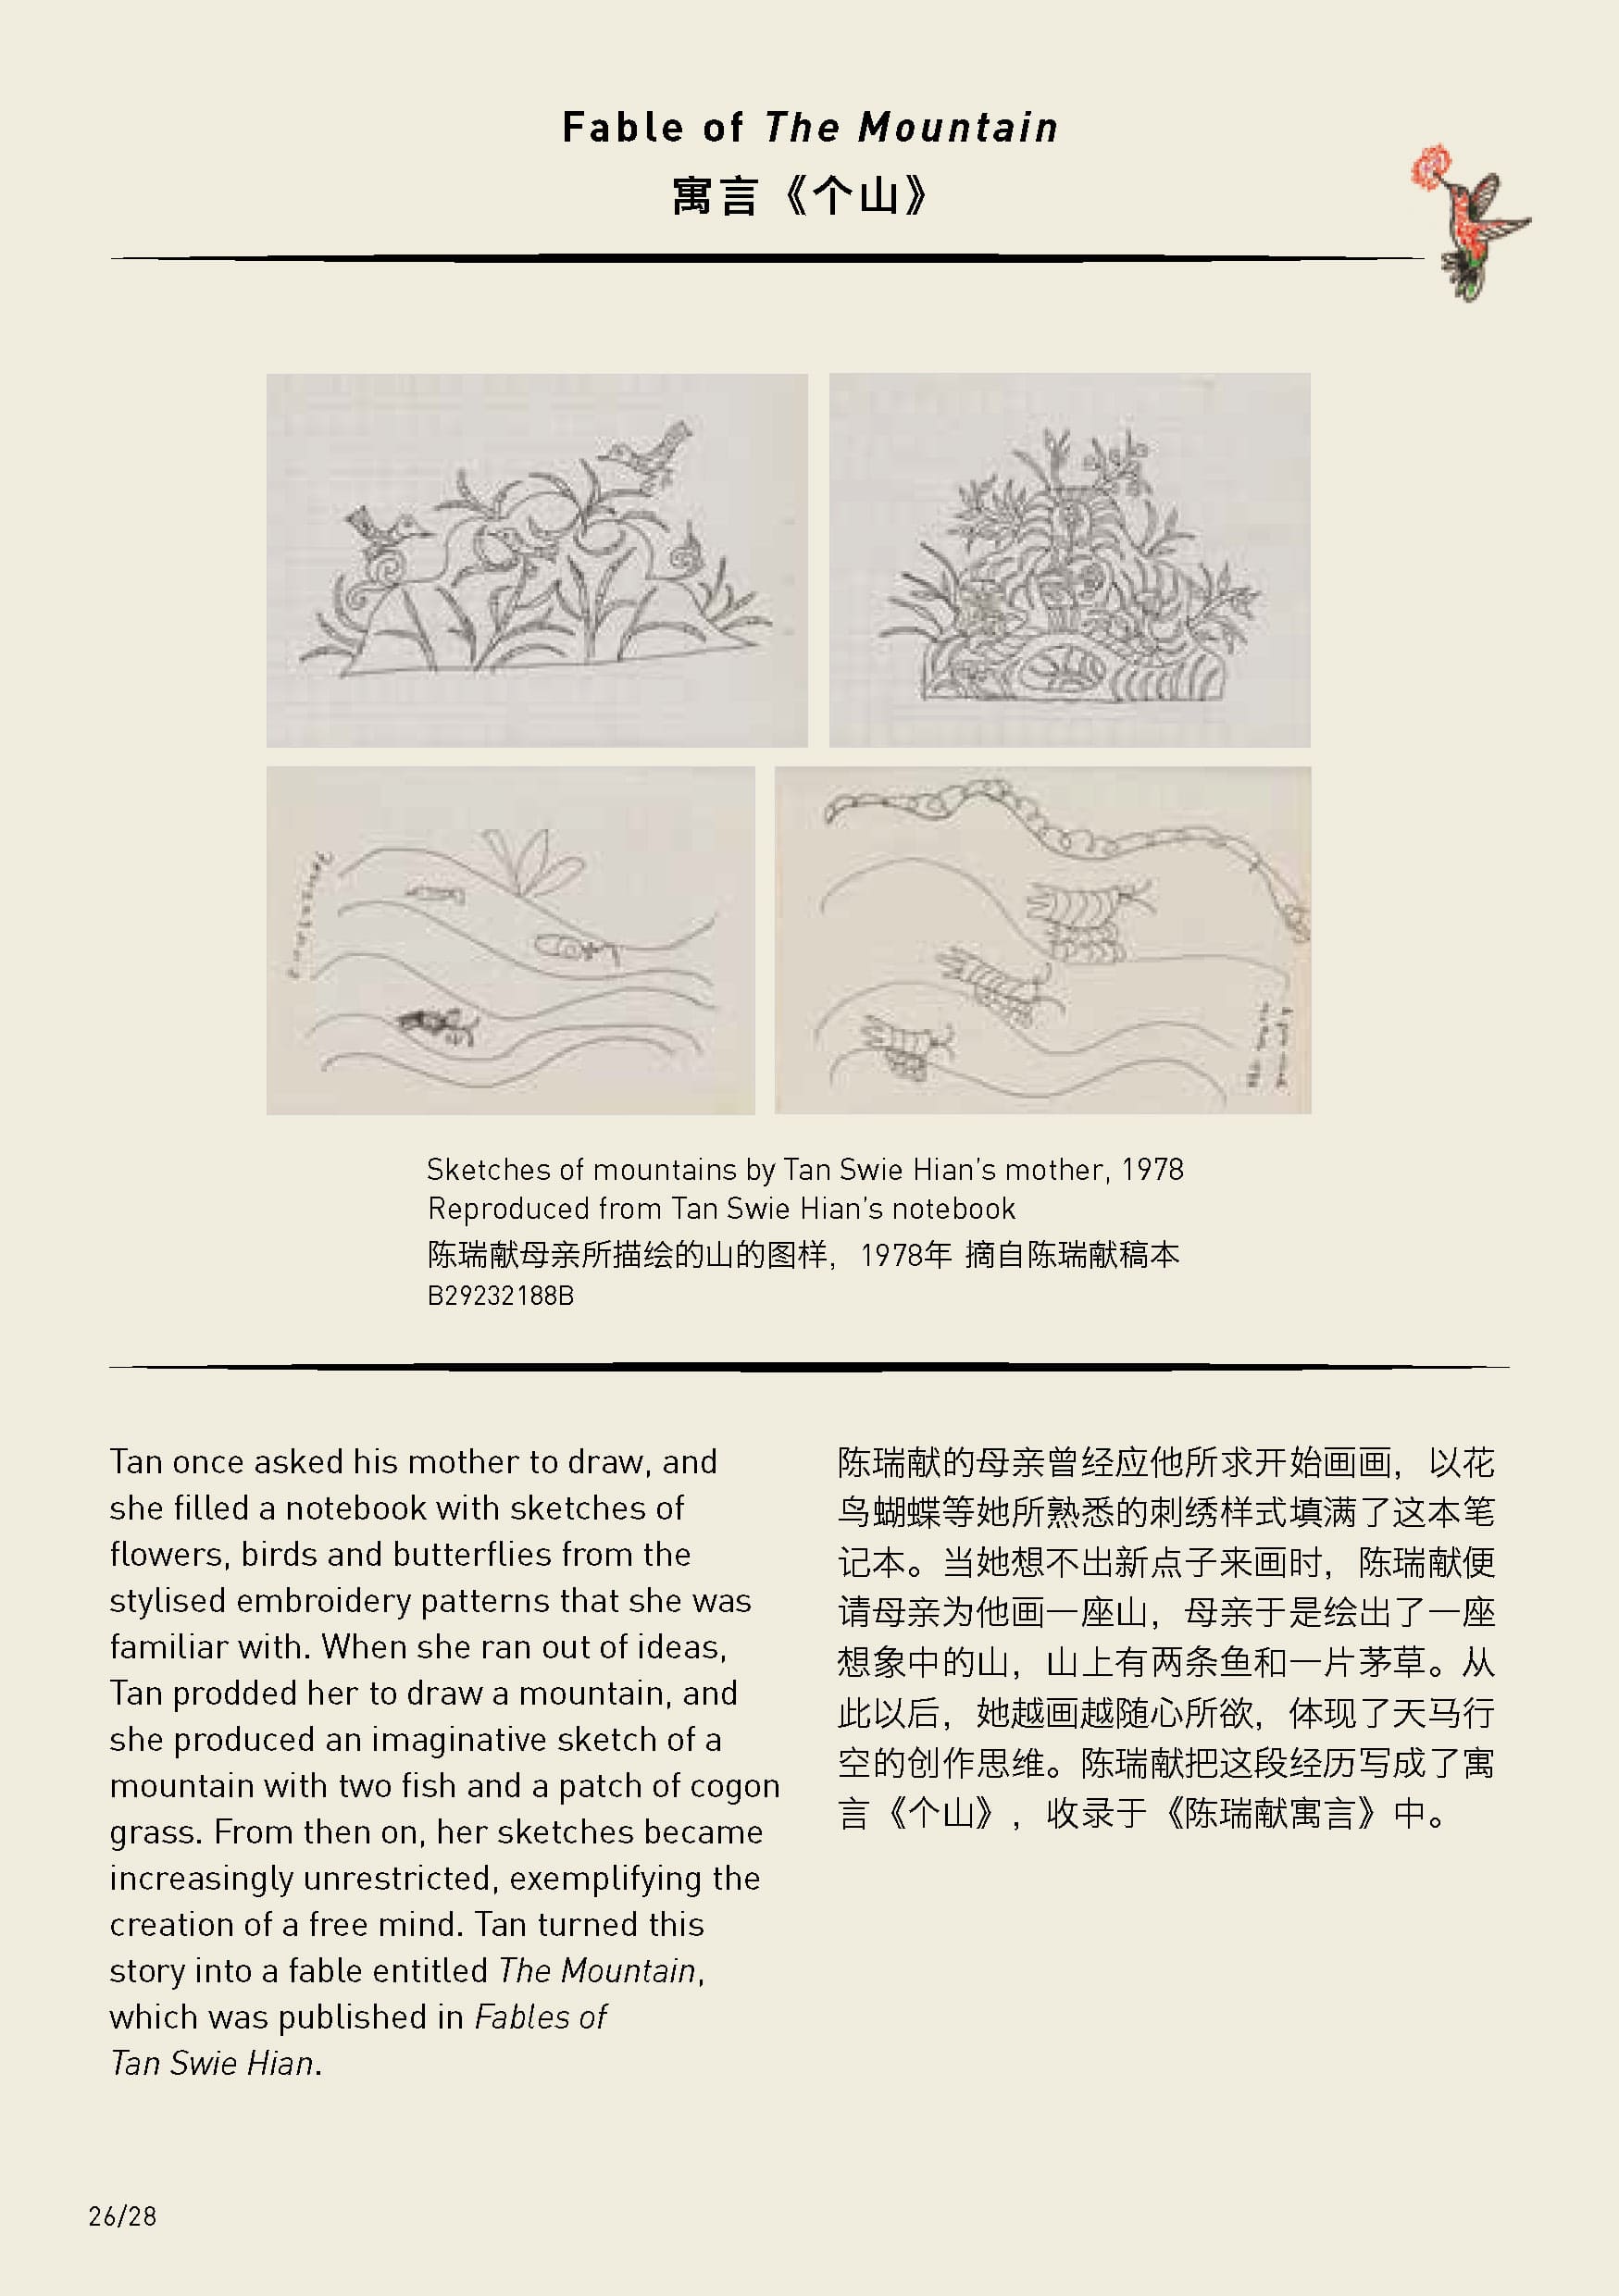 Fable of The Mountain
寓言《个山》
Sketches of mountains by Tan Swie Hian's mother, 1978
Reproduced from Tan Swie Hian's notebook
陈瑞献母亲所描绘的山的图样，1978年 摘自陈瑞献稿本
B29232188B
Tan once asked his mother to draw, and
she filled a notebook with sketches of
flowers, birds and butterflies from the
stylised embroidery patterns that she was
familiar with. When she ran out of ideas,
Tan prodded her to draw a mountain, and
she produced an imaginative sketch of a
mountain with two fish and a patch of cogon
grass. From then on, her sketches became
increasingly unrestricted, exemplifying the
creation of a free mind. Tan turned this
story into a fable entitled The Mountain,
which was published in Fables of
Tan Swie Hian.
陈瑞献的母亲曾经应他所求开始画画，以花
鸟蝴蝶等她所熟悉的刺绣样式填满了这本笔
记本。当她想不出新点子来画时，陈瑞献便
请母亲为他画一座山，母亲于是绘出了一座
想象中的山，山上有两条鱼和一片茅草。从
此以后，她越画越随心所欲，体现了天马行
空的创作思维。陈瑞献把这段经历写成了寓
言《个山》，收录于《陈瑞献寓言》中。
26/28